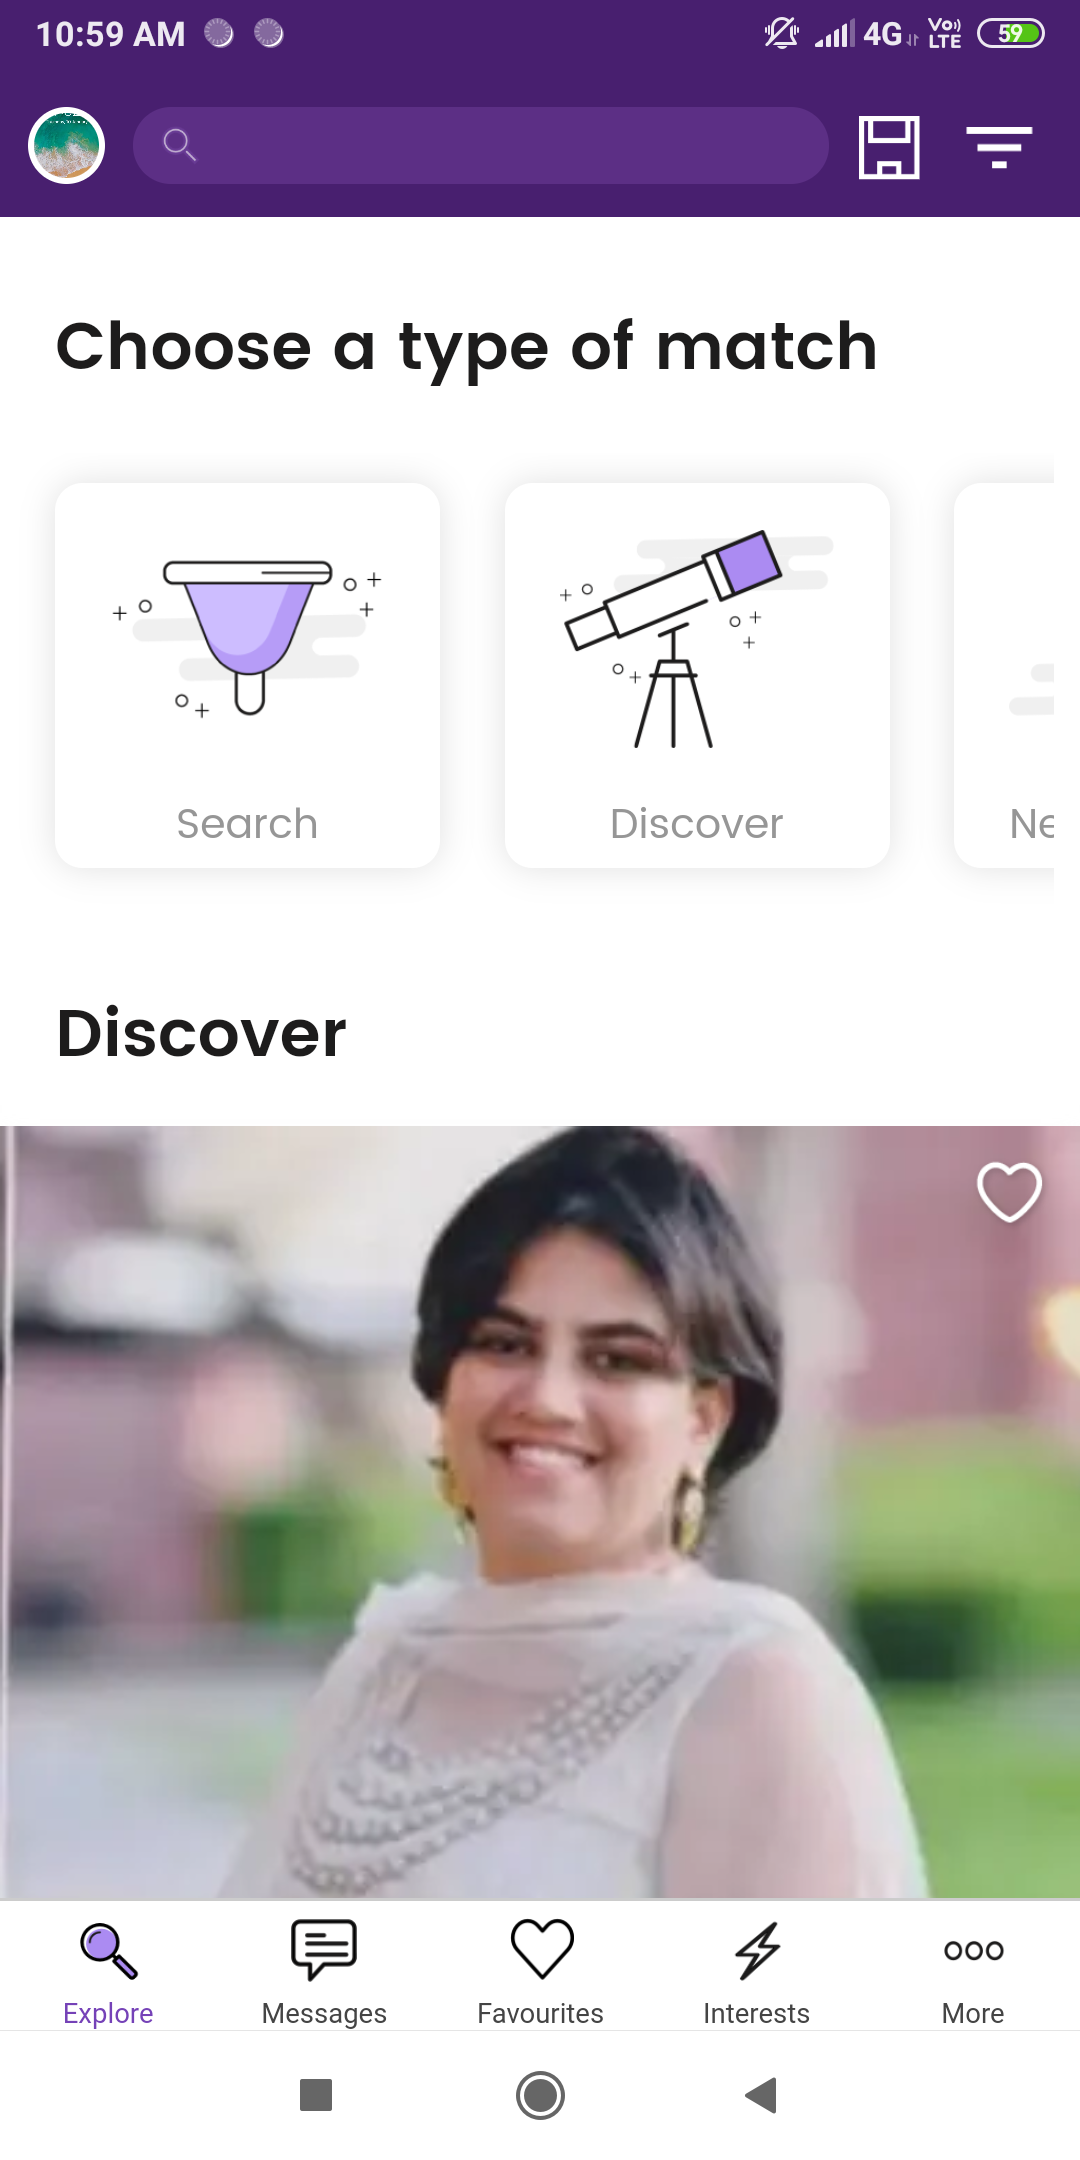 10:59 AM
4G
Vo)) LTE
59
Choose a type of match
Search
Discover
Ne
Discover
Explore
Messages
Favourites
Interests
More